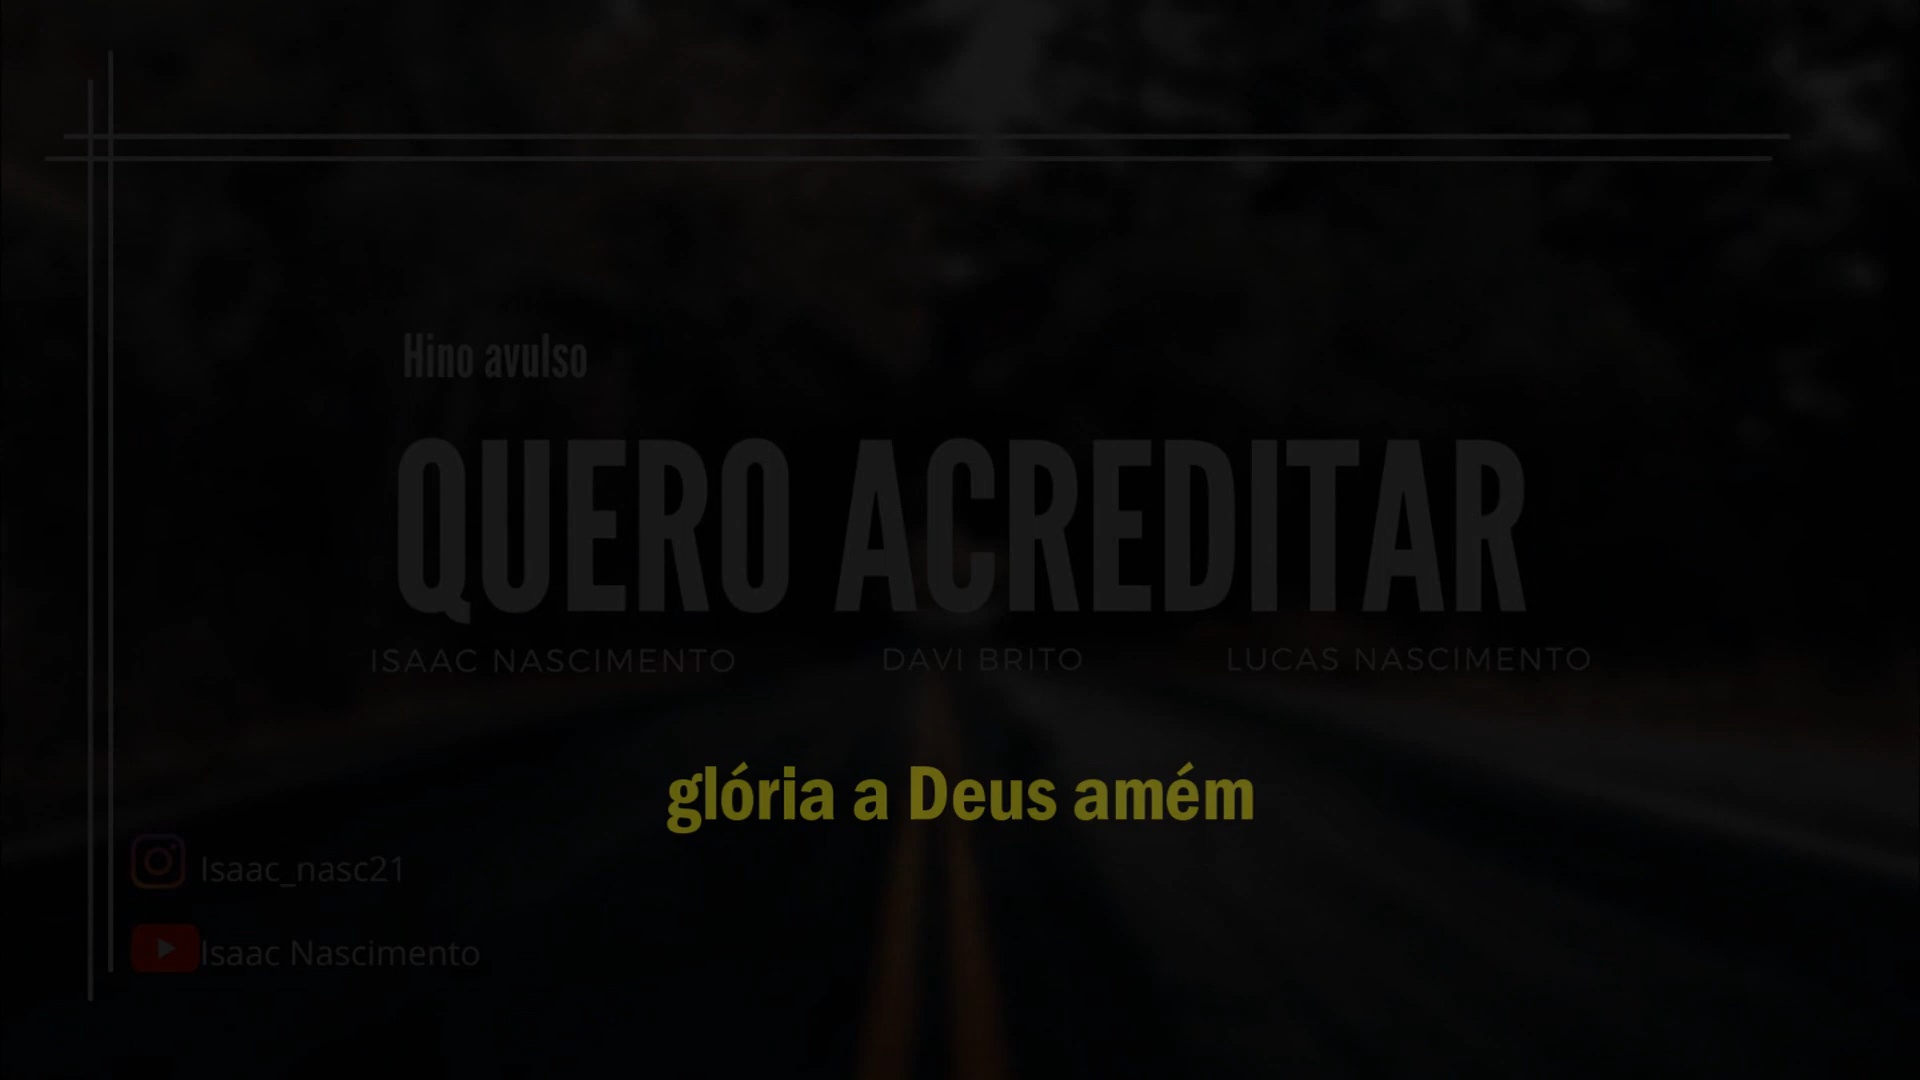 Hino avulso
QUERO ACREDITAR
ISAAC NASCIMENTO DAVI BRITO LUCAS NASCIMENTO
glória a Deus amém
Isaac_nasc21
Isaac Nascimento